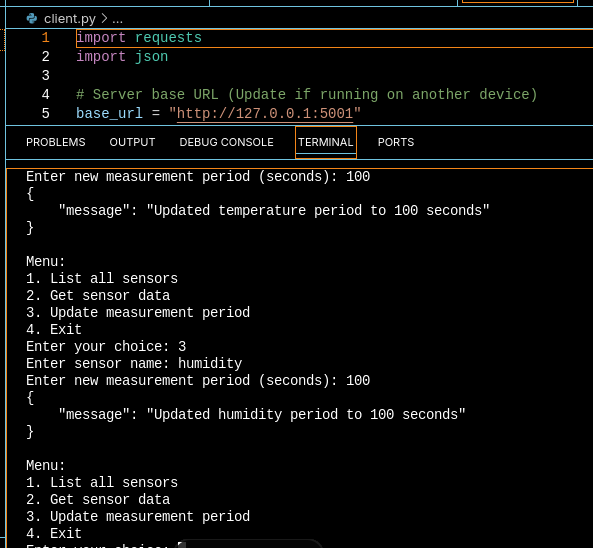 client.py > ...
1 import requests
2 import json
3
4 # Server base URL (Update if running on another device)
5 base_url = "http://127.0.0.1:5001"
PROBLEMS OUTPUT DEBUG CONSOLE TERMINAL PORTS
Enter new measurement period (seconds): 100
{
    "message": "Updated temperature period to 100 seconds"
}

Menu:
1. List all sensors
2. Get sensor data
3. Update measurement period
4. Exit
Enter your choice: 3
Enter sensor name: humidity
Enter new measurement period (seconds): 100
{
    "message": "Updated humidity period to 100 seconds"
}

Menu:
1. List all sensors
2. Get sensor data
3. Update measurement period
4. Exit
Enter your choice: